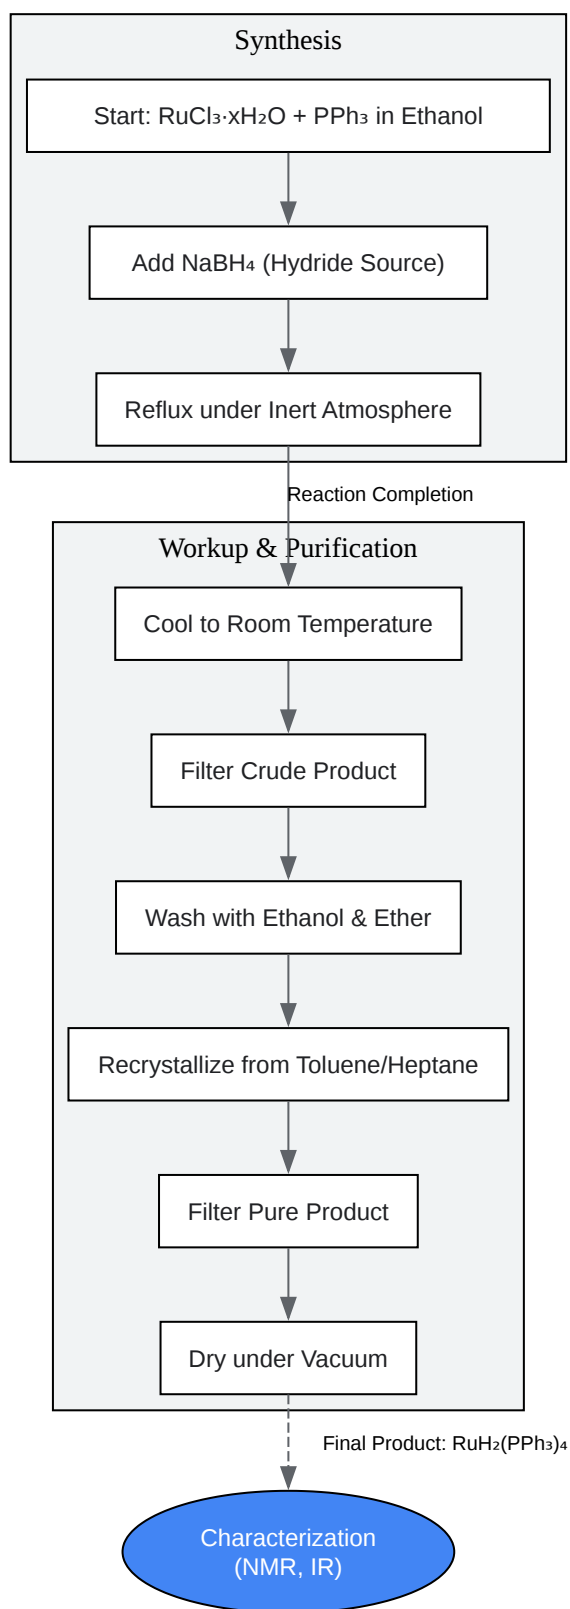 Synthesis
Start: RuCl₃·xH₂O + PPh₃ in Ethanol
Add NaBH₄ (Hydride Source)
Reflux under Inert Atmosphere
Reaction Completion
Workup & Purification
Cool to Room Temperature
Filter Crude Product
Wash with Ethanol & Ether
Recrystallize from Toluene/Heptane
Filter Pure Product
Dry under Vacuum
Final Product: RuH₂(PPh₃)₄
Characterization
(NMR, IR)